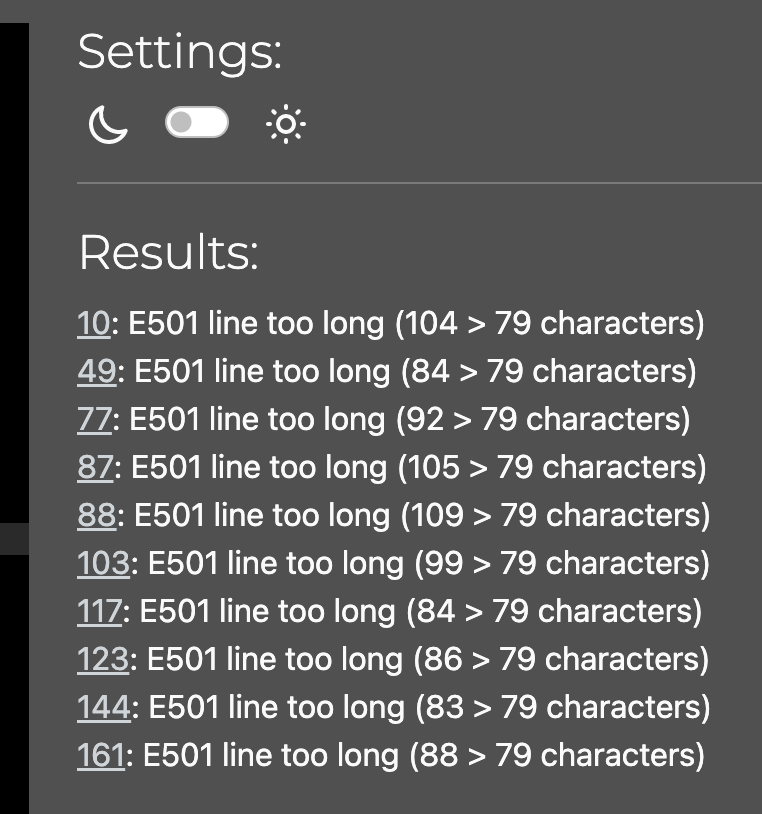 Settings:
Results:
10: E501 line too long (104 > 79 characters)
49: E501 line too long (84 > 79 characters)
77: E501 line too long (92 > 79 characters)
87: E501 line too long (105 > 79 characters)
88: E501 line too long (109 > 79 characters)
103: E501 line too long (99 > 79 characters)
117: E501 line too long (84 > 79 characters)
123: E501 line too long (86 > 79 characters)
144: E501 line too long (83 > 79 characters)
161: E501 line too long (88 > 79 characters)